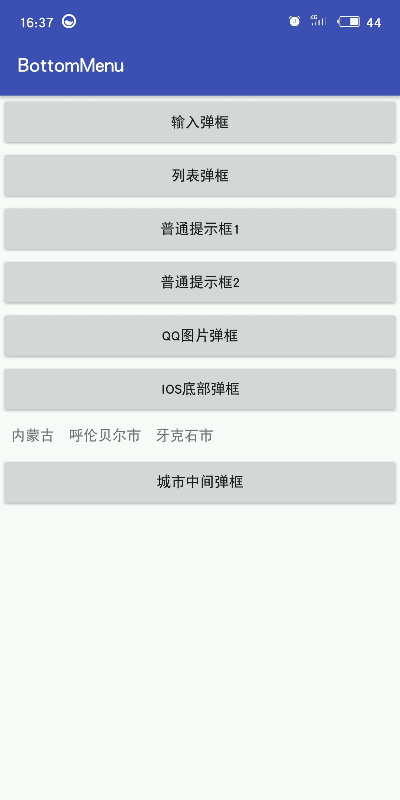 16:37 4G 44
BottomMenu
输入弹框
列表弹框
普通提示框1
普通提示框2
QQ图片弹框
IOS底部弹框
内蒙古 呼伦贝尔市 牙克石市
城市中间弹框